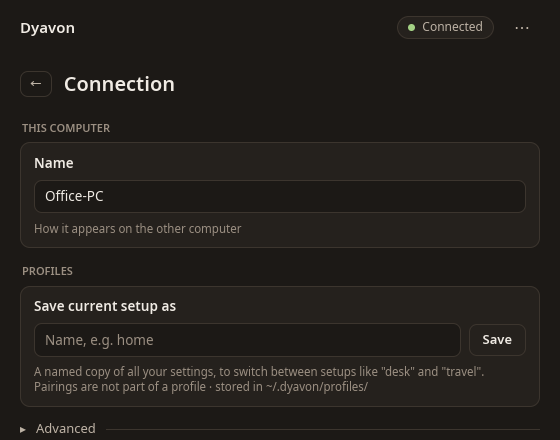 Dyavon
Connected
⋯
← Connection
THIS COMPUTER
Name
Office-PC
How it appears on the other computer
PROFILES
Save current setup as
Name, e.g. home
Save
A named copy of all your settings, to switch between setups like "desk" and "travel".
Pairings are not part of a profile · stored in ~/.dyavon/profiles/
▸ Advanced